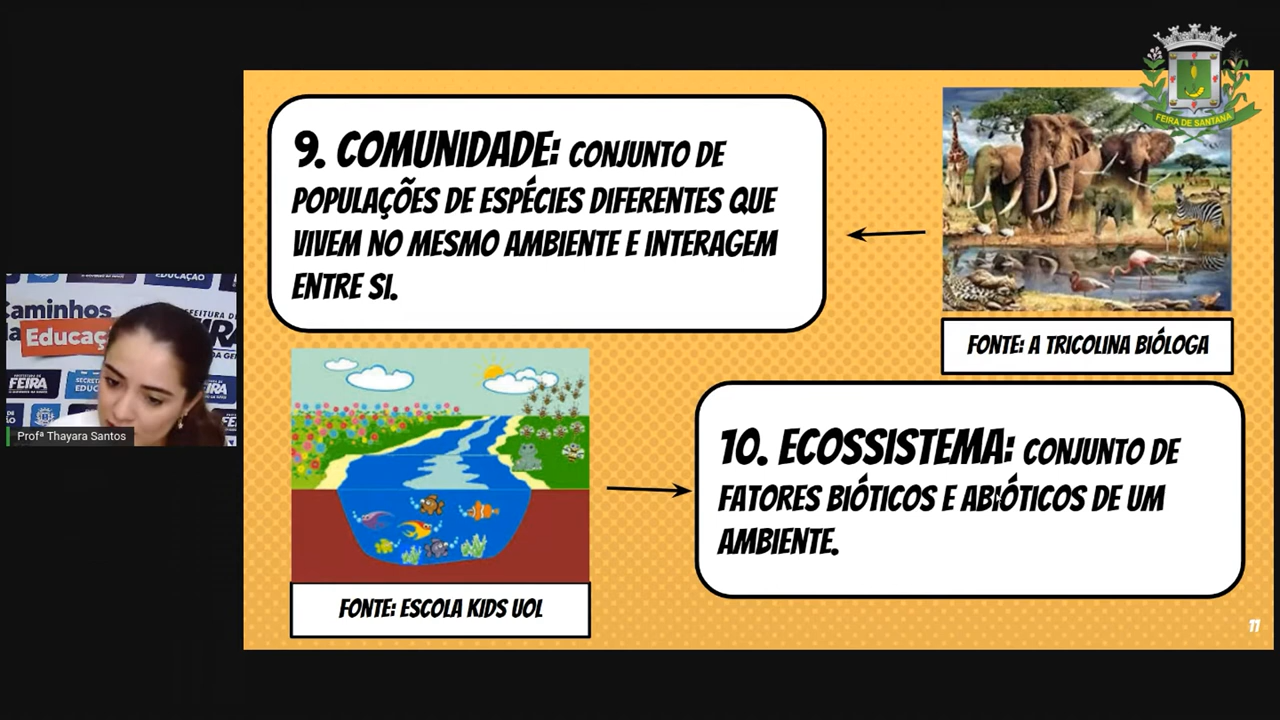 FEIRA DE SANTANA
9. COMUNIDADE: CONJUNTO DE
POPULAÇÕES DE ESPÉCIES DIFERENTES QUE
VIVEM NO MESMO AMBIENTE E INTERAGEM
ENTRE SI.
FONTE: A TRICOLINA BIÓLOGA
10. ECOSSISTEMA: CONJUNTO DE
FATORES BIÓTICOS E ABIÓTICOS DE UM
AMBIENTE.
FONTE: ESCOLA KIDS UOL
11
EDUCAÇÃO
Caminhos
Educaç
FEIRA
Profª Thayara Santos